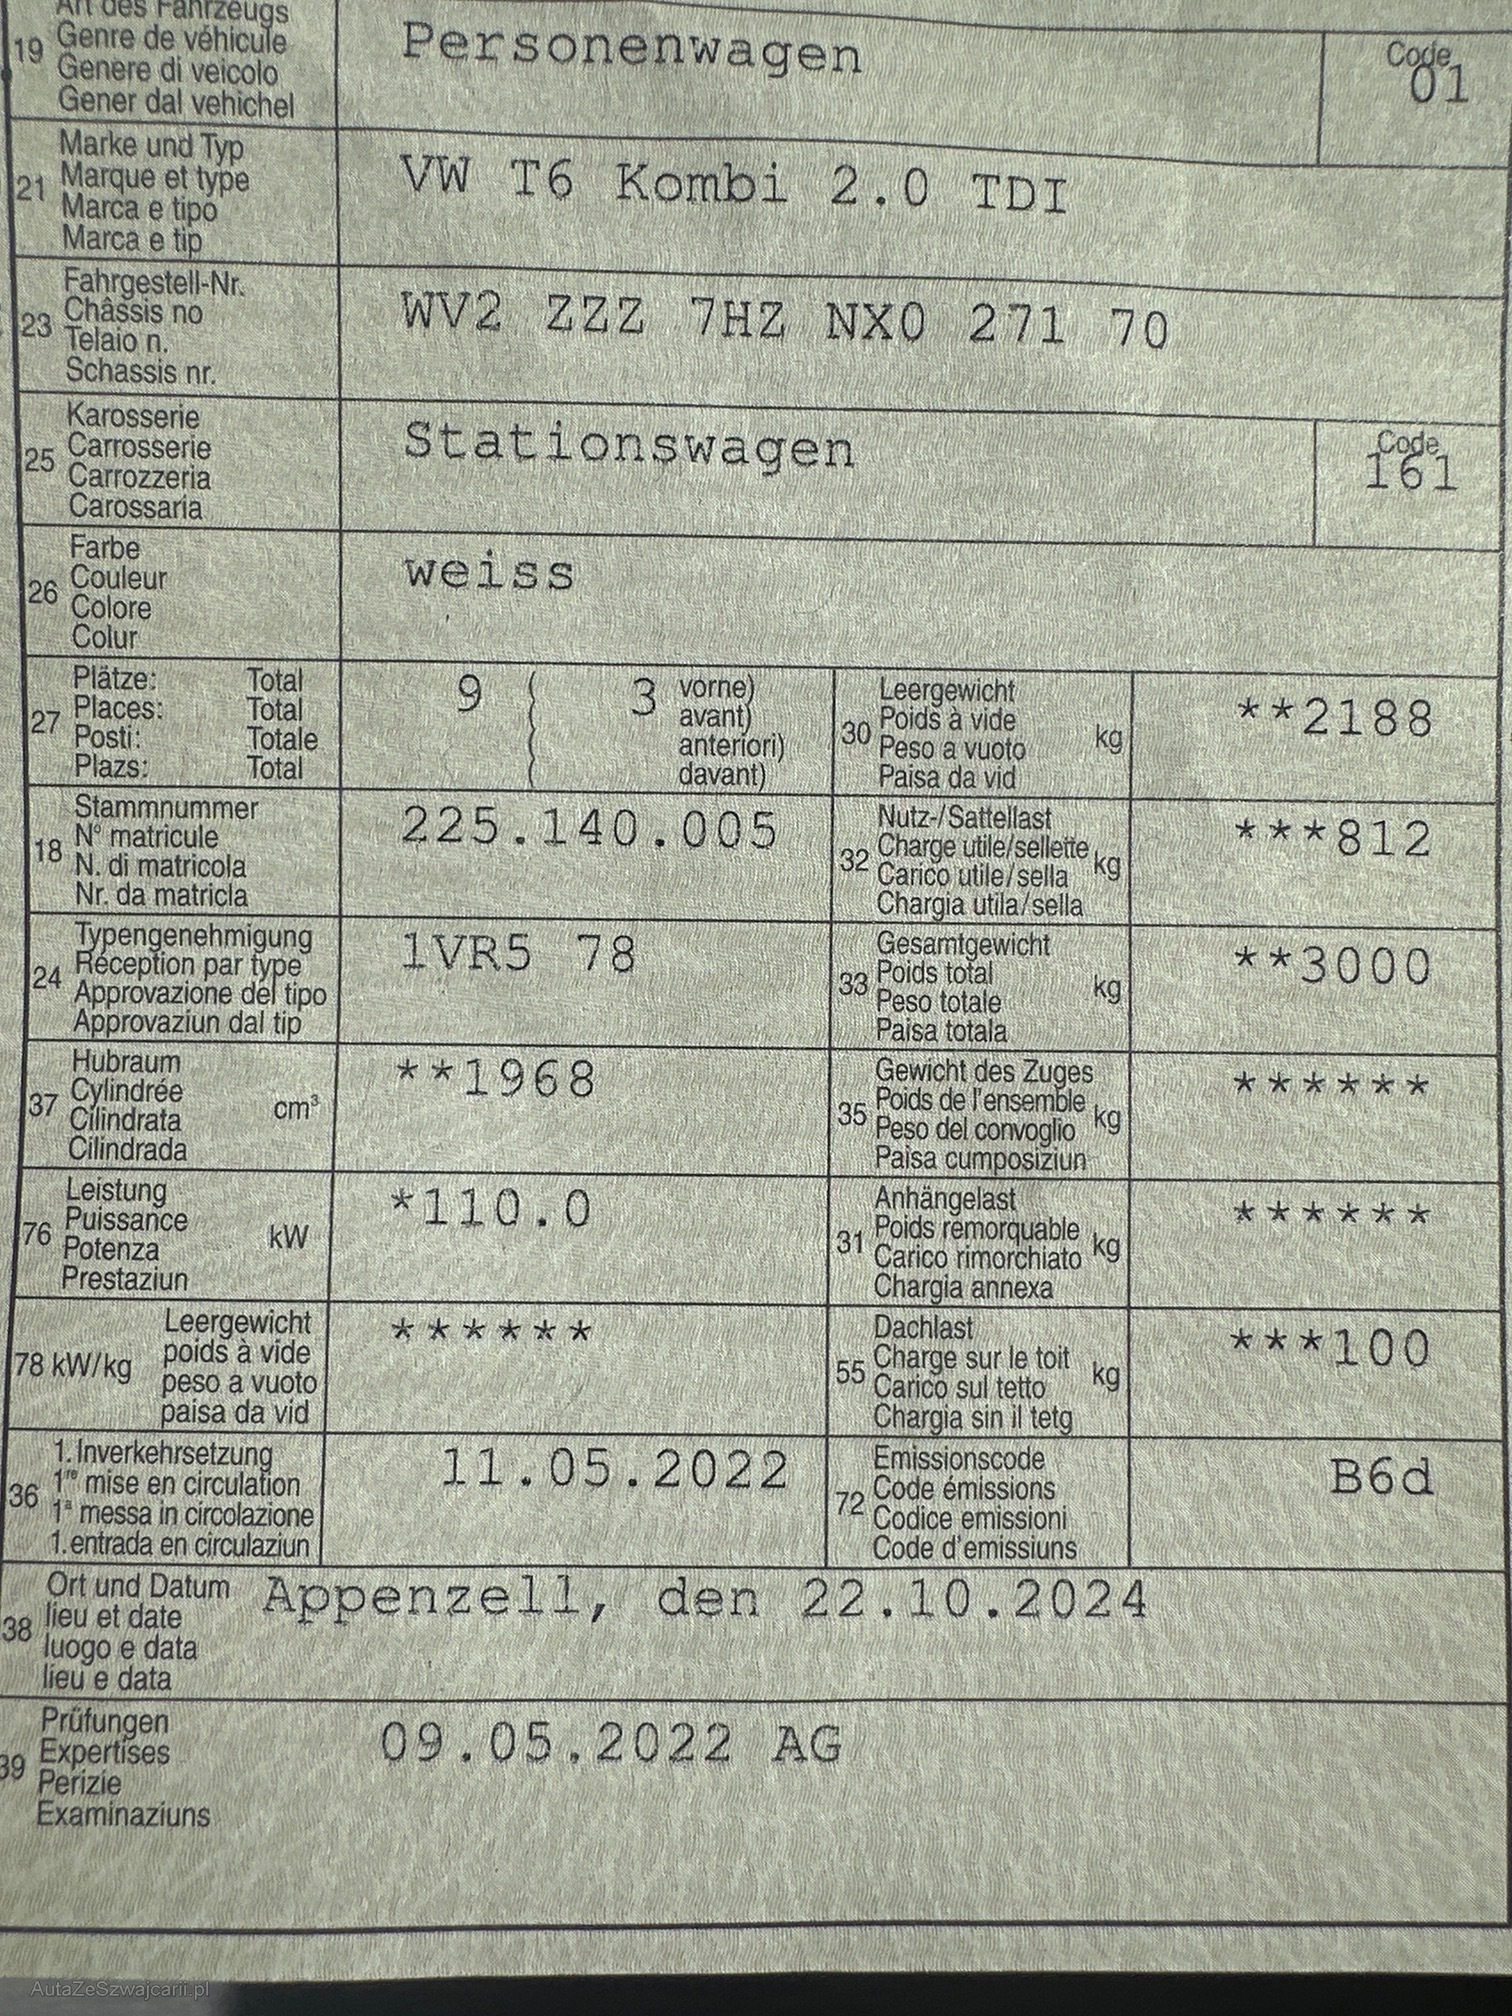 Art des Fahrzeugs
19 Genre de véhicule
Genere di veicolo
Gener dal vehichel
Personenwagen
Code
01
Marke und Typ
21 Marque et type
Marca e tipo
Marca e tip
VW T6 Kombi 2.0 TDI
Fahrgestell-Nr.
23 Châssis no
Telaio n.
Schassis nr.
WV2 ZZZ 7HZ NX0 271 70
Karosserie
25 Carrosserie
Carrozzeria
Carossaria
Stationswagen
Code
161
Farbe
26 Couleur
Colore
Colur
weiss
Plätze: Total
27 Places: Total
Posti: Totale
Plazs: Total
9 ( 3 vorne)
( avant)
( anteriori)
( davant)
Leergewicht
30 Poids à vide
Peso a vuoto kg
Paisa da vid
**2188
Stammnummer
18 N° matricule
N. di matricola
Nr. da matricla
225.140.005
Nutz-/Sattellast
32 Charge utile/sellette
Carico utile/sella kg
Chargia utila/sella
***812
Typengenehmigung
24 Réception par type
Approvazione del tipo
Approvaziun dal tip
1VR5 78
Gesamtgewicht
33 Poids total
Peso totale kg
Paisa totala
**3000
Hubraum
37 Cylindrée
Cilindrata cm³
Cilindrada
**1968
Gewicht des Zuges
35 Poids de l'ensemble
Peso del convoglio kg
Paisa cumposiziun
******
Leistung
76 Puissance
Potenza kW
Prestaziun
*110.0
Anhängelast
31 Poids remorquable
Carico rimorchiato kg
Chargia annexa
******
Leergewicht
78 kW/kg poids à vide
peso a vuoto
paisa da vid
******
Dachlast
55 Charge sur le toit
Carico sul tetto kg
Chargia sin il tetg
***100
1. Inverkehrsetzung
36 1re mise en circulation
1a messa in circolazione
1. entrada en circulaziun
11.05.2022
Emissionscode
72 Code émissions
Codice emissioni
Code d'emissiuns
B6d
Ort und Datum
38 lieu et date
luogo e data
lieu e data
Appenzell, den 22.10.2024
Prüfungen
39 Expertises
Perizie
Examinaziuns
09.05.2022 AG
AutaZeSzwajcarii.pl